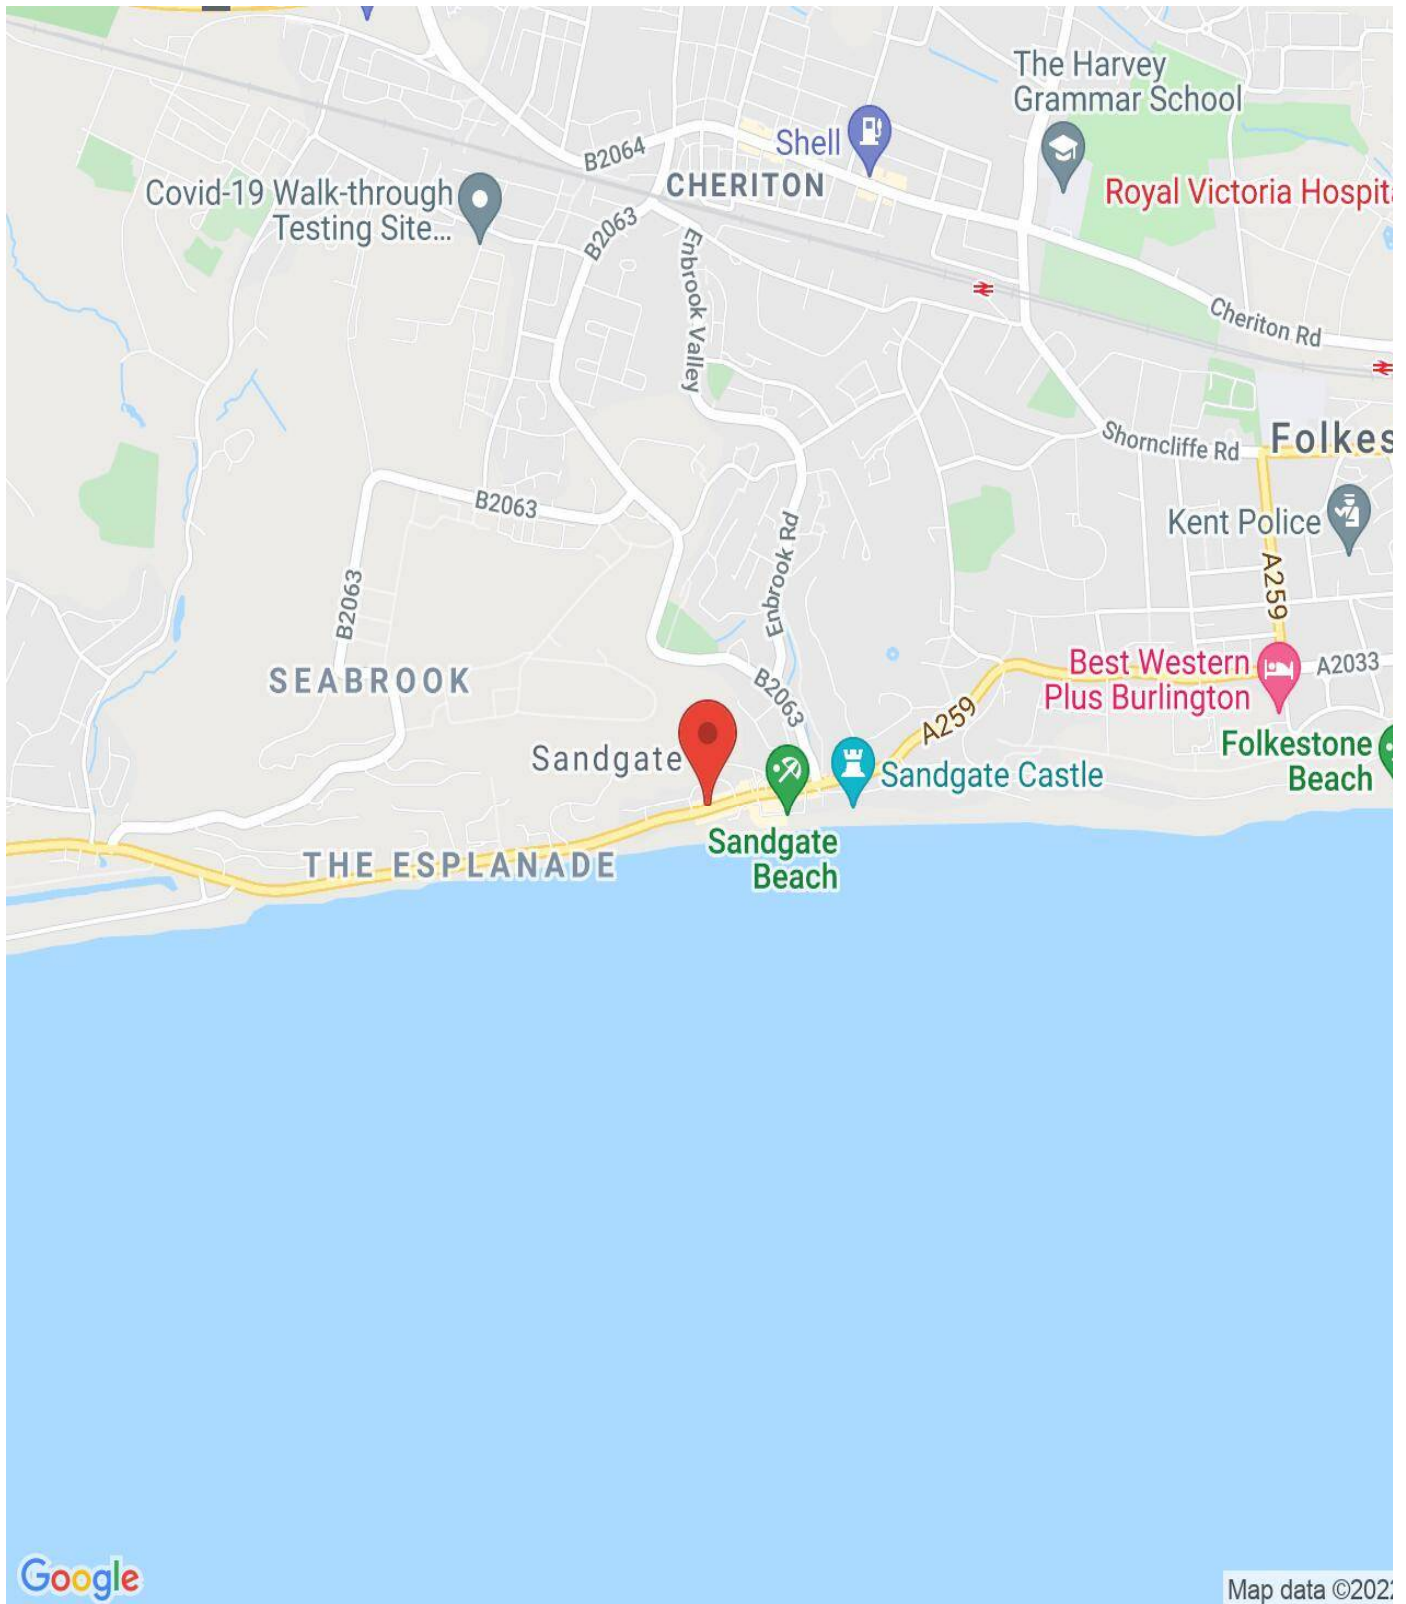 The Harvey
Grammar School
Shell
B2064
CHERITON
Covid-19 Walk-through
Testing Site...
Royal Victoria Hospita
B2063
Enbrook Valley
Cheriton Rd
Shorncliffe Rd
Folkes
B2063
Kent Police
Enbrook Rd
A259
B2063
SEABROOK
Best Western
Plus Burlington
A2033
B2063
A259
Sandgate
Folkestone
Beach
Sandgate Castle
Sandgate
Beach
THE ESPLANADE
Google
Map data ©2022